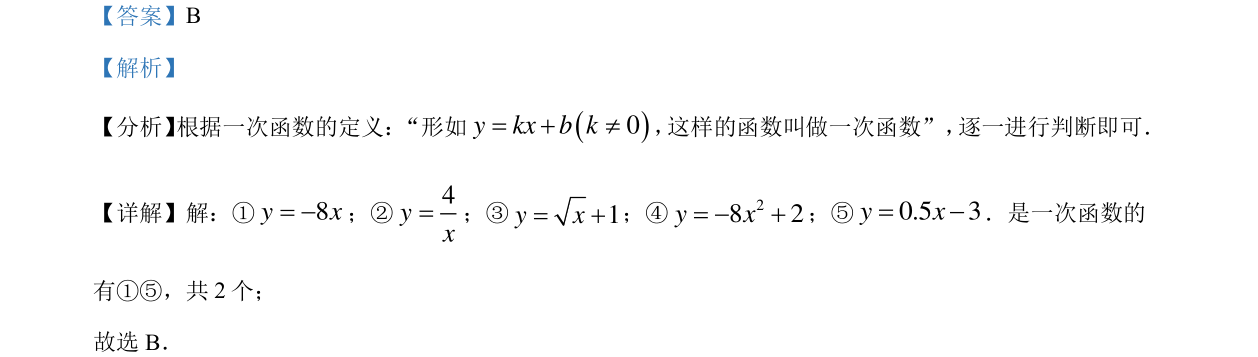 【答案】B
【解析】
【分析】根据一次函数的定义：“形如 y = kx + b(k ≠ 0)，这样的函数叫做一次函数”，逐一进行判断即可．
【详解】解：① y = −8x；② y = 4/x；③ y = √x + 1；④ y = −8x² + 2；⑤ y = 0.5x − 3．是一次函数的
有①⑤，共 2 个；
故选 B．